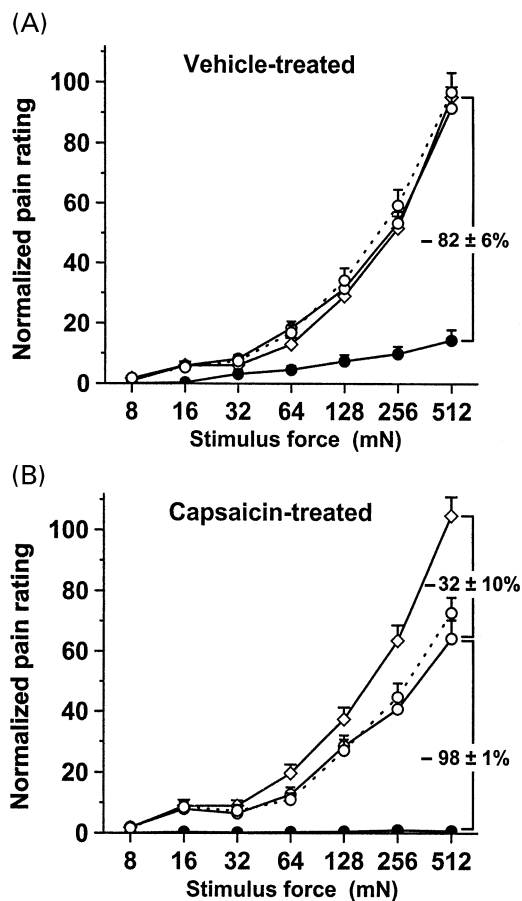 (A)
Vehicle-treated
Normalized pain rating
100
80
60
40
20
0
− 82 ± 6%
8 16 32 64 128 256 512
Stimulus force (mN)
(B)
Capsaicin-treated
Normalized pain rating
100
80
60
40
20
0
− 32 ± 10%
− 98 ± 1%
8 16 32 64 128 256 512
Stimulus force (mN)